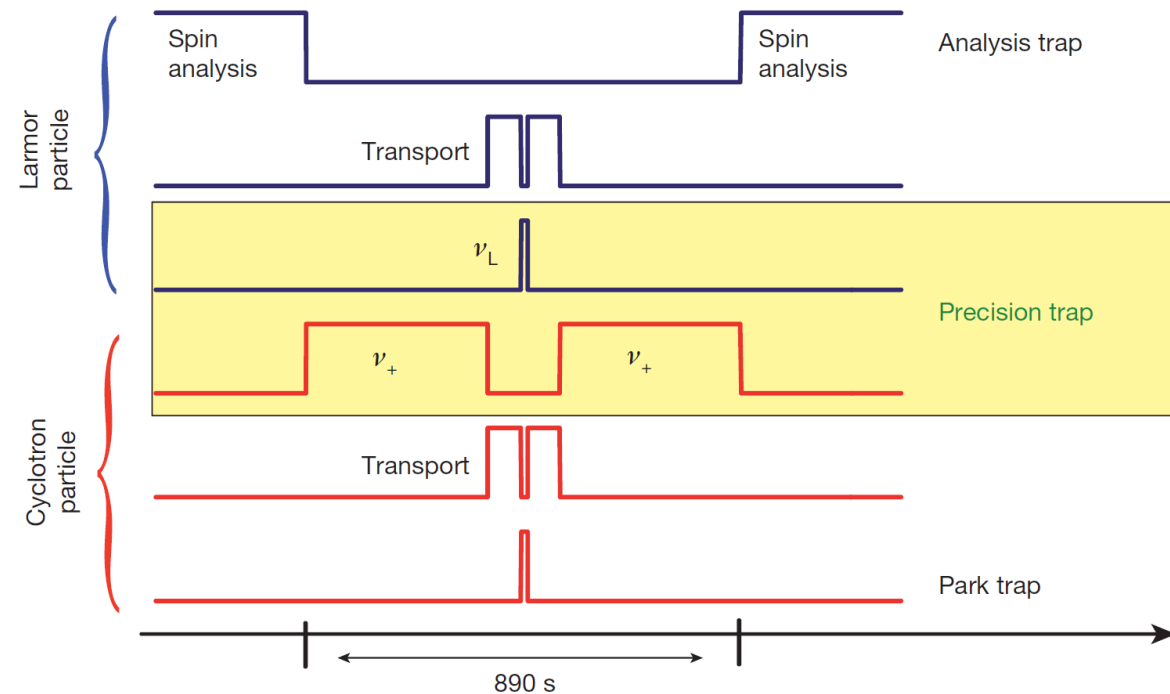 Larmor
particle
Cyclotron
particle
Spin
analysis
Spin
analysis
Analysis trap
Transport
ν_L
Precision trap
ν_+
ν_+
Transport
Park trap
890 s